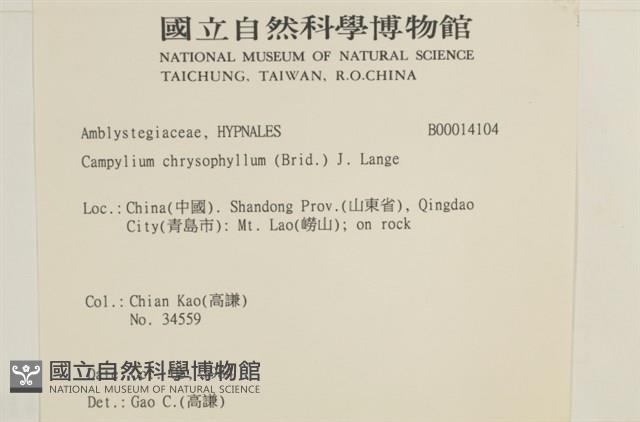 國立自然科學博物館
NATIONAL MUSEUM OF NATURAL SCIENCE
TAICHUNG, TAIWAN, R.O.CHINA
Amblystegiaceae, HYPNALES B00014104
Campylium chrysophyllum (Brid.) J. Lange
Loc.: China(中國). Shandong Prov.(山東省), Qingdao
City(青島市): Mt. Lao(嶗山); on rock
Col.: Chian Kao(高謙)
No. 34559
國立自然科學博物館
NATIONAL MUSEUM OF NATURAL SCIENCE
Det.: Gao C.(高謙)